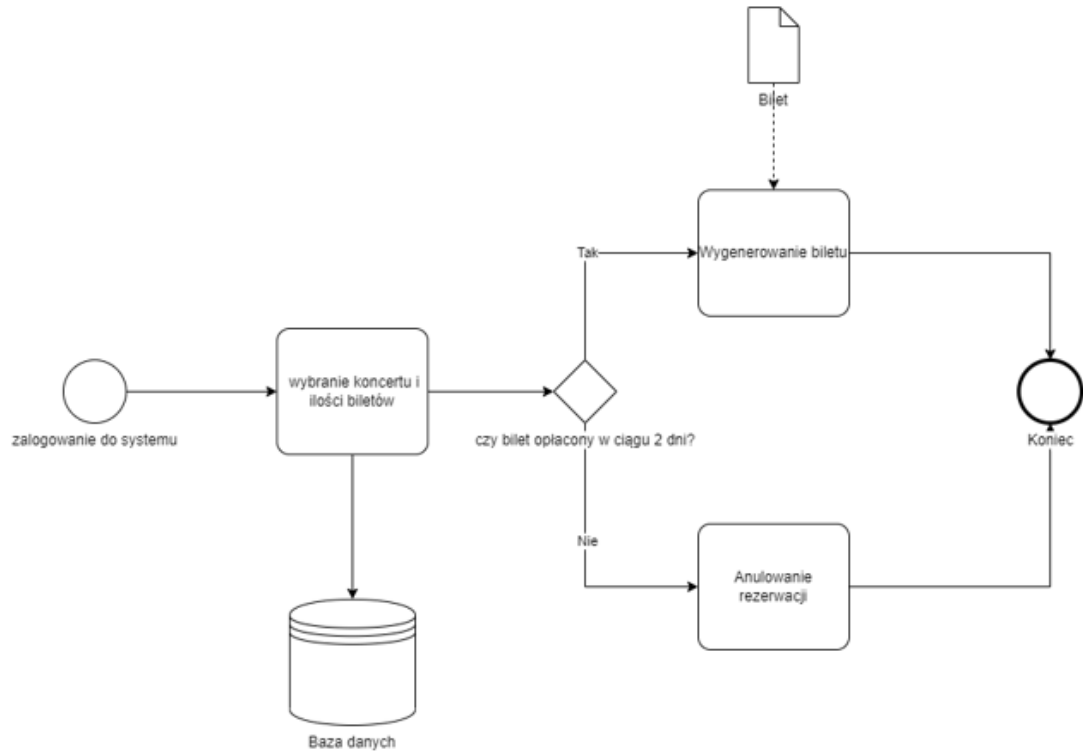 Bilet
Tak
Wygenerowanie biletu
wybranie koncertu i
ilości biletów
zalogowanie do systemu
czy bilet opłacony w ciągu 2 dni?
Koniec
Nie
Anulowanie
rezerwacji
Baza danych